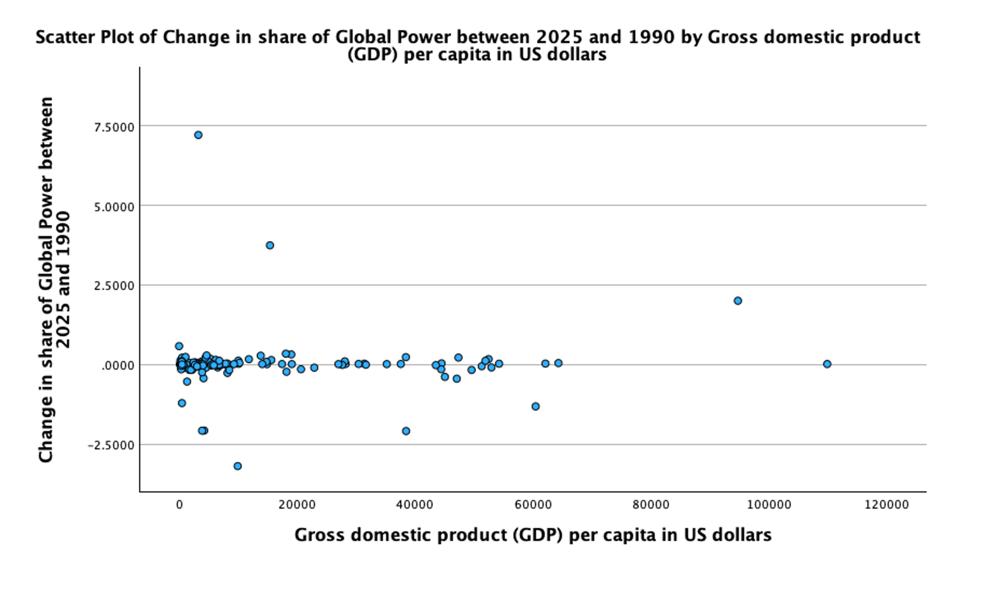 Scatter Plot of Change in share of Global Power between 2025 and 1990 by Gross domestic product
(GDP) per capita in US dollars
Change in share of Global Power between
2025 and 1990
7.5000
5.0000
2.5000
.0000
−2.5000
0 20000 40000 60000 80000 100000 120000
Gross domestic product (GDP) per capita in US dollars